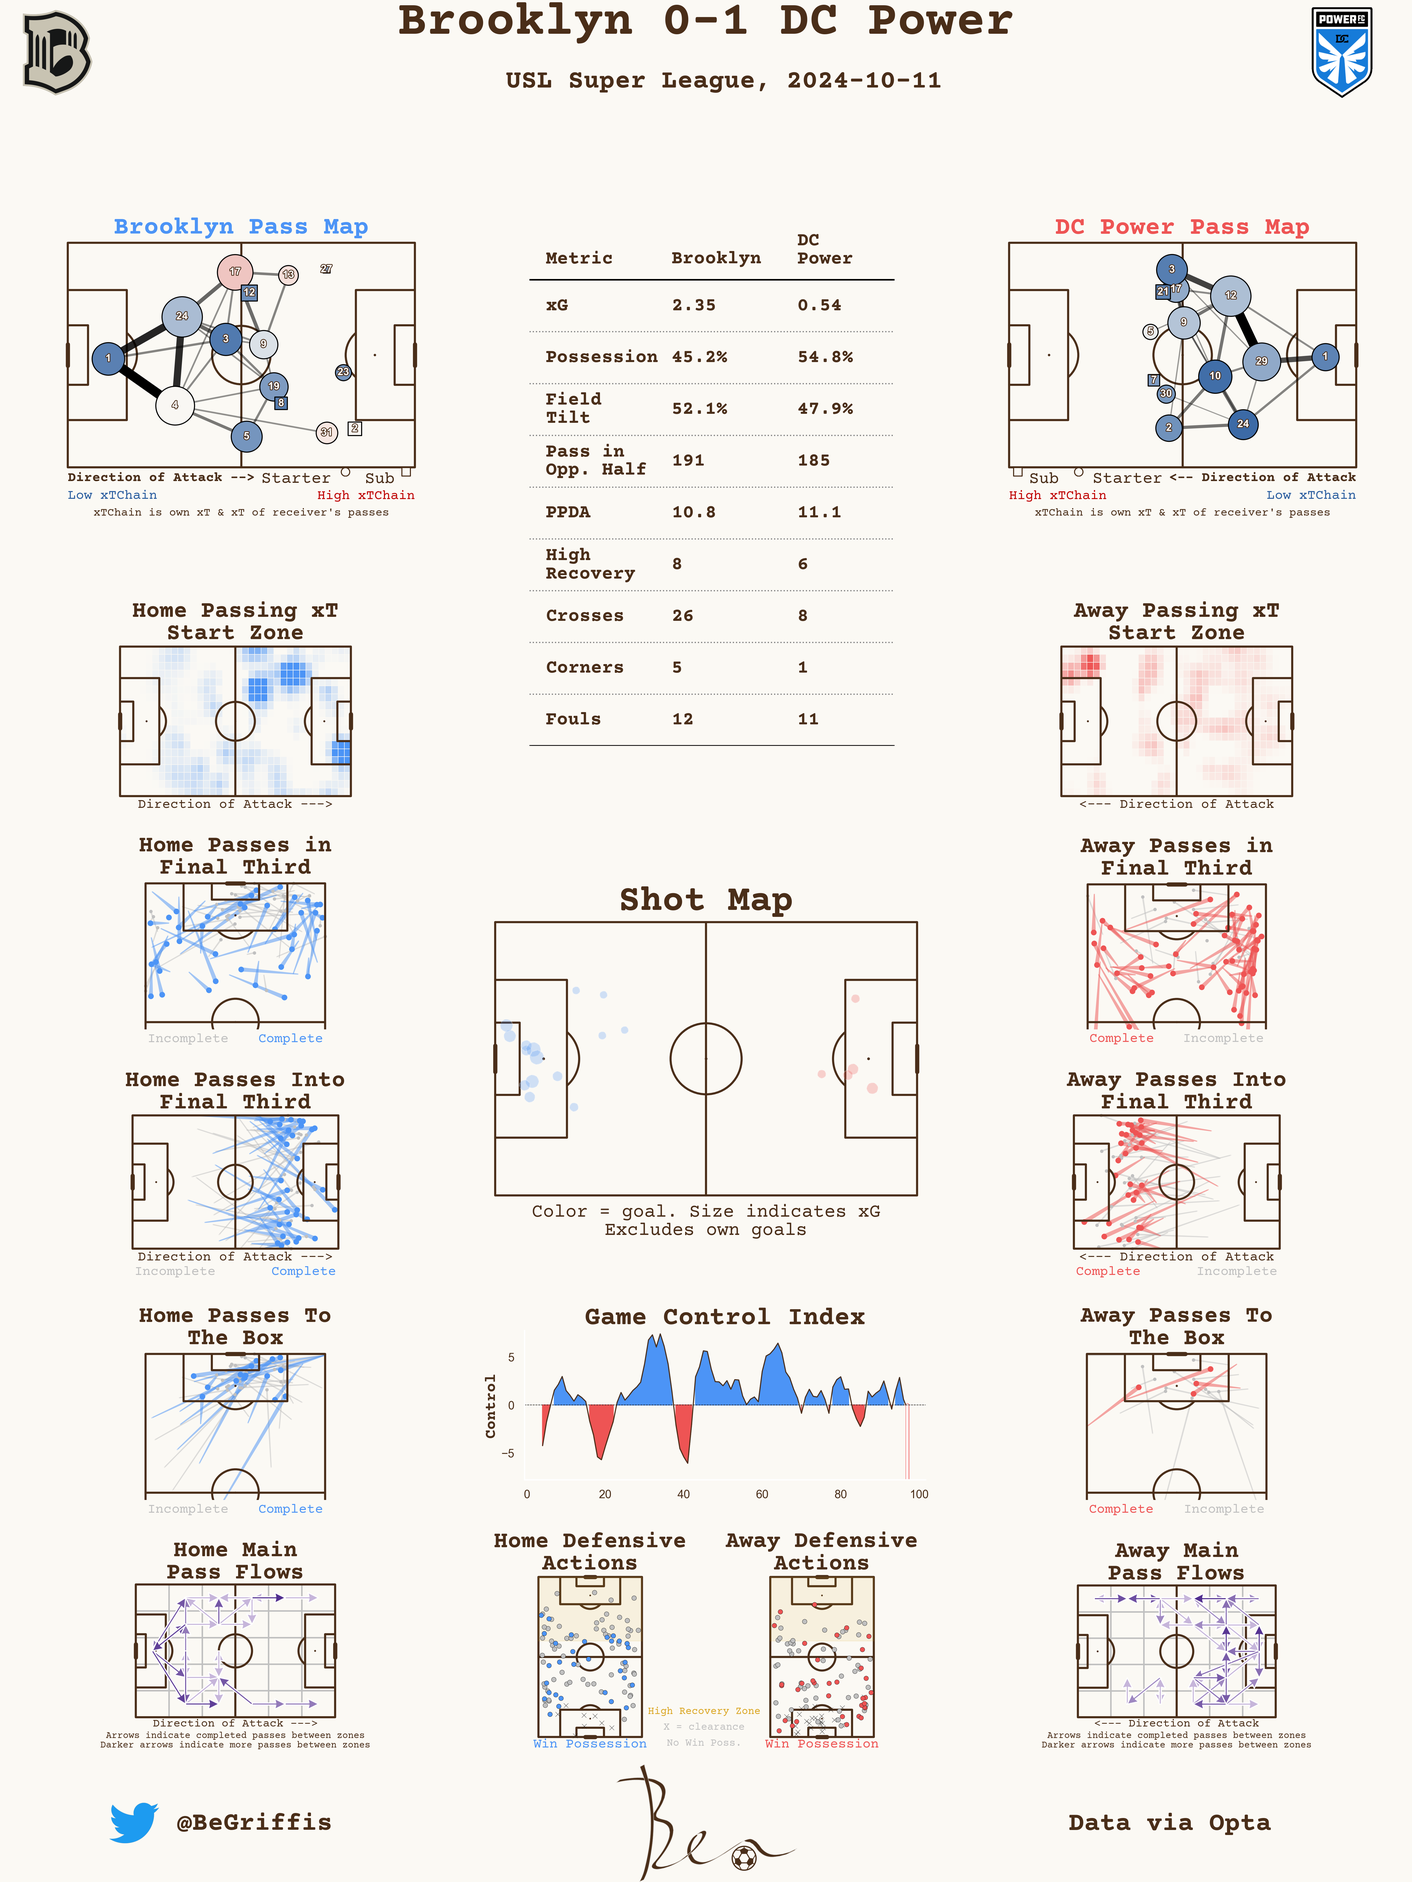 Brooklyn 0-1 DC Power
USL Super League, 2024-10-11
POWER FC
DC
Brooklyn Pass Map
17
13
27
12
24
3
9
1
23
19
8
4
31
2
5
Direction of Attack --> Starter Sub
Low xTChain High xTChain
xTChain is own xT & xT of receiver's passes
Metric Brooklyn DC Power
xG 2.35 0.54
Possession 45.2% 54.8%
Field Tilt 52.1% 47.9%
Pass in Opp. Half 191 185
PPDA 10.8 11.1
High Recovery 8 6
Crosses 26 8
Corners 5 1
Fouls 12 11
DC Power Pass Map
3
21
17
12
9
5
29
1
10
7
30
2
24
Sub Starter <-- Direction of Attack
High xTChain Low xTChain
xTChain is own xT & xT of receiver's passes
Home Passing xT
Start Zone
Direction of Attack --->
Away Passing xT
Start Zone
<--- Direction of Attack
Home Passes in
Final Third
Incomplete Complete
Away Passes in
Final Third
Complete Incomplete
Shot Map
Color = goal. Size indicates xG
Excludes own goals
Home Passes Into
Final Third
Direction of Attack --->
Incomplete Complete
Away Passes Into
Final Third
<--- Direction of Attack
Complete Incomplete
Home Passes To
The Box
Incomplete Complete
Game Control Index
Control
5
0
−5
0 20 40 60 80 100
Away Passes To
The Box
Complete Incomplete
Home Main
Pass Flows
Direction of Attack --->
Arrows indicate completed passes between zones
Darker arrows indicate more passes between zones
Home Defensive
Actions
Win Possession
Away Defensive
Actions
Win Possession
High Recovery Zone
X = clearance
No Win Poss.
Away Main
Pass Flows
<--- Direction of Attack
Arrows indicate completed passes between zones
Darker arrows indicate more passes between zones
@BeGriffis
Ben
Data via Opta